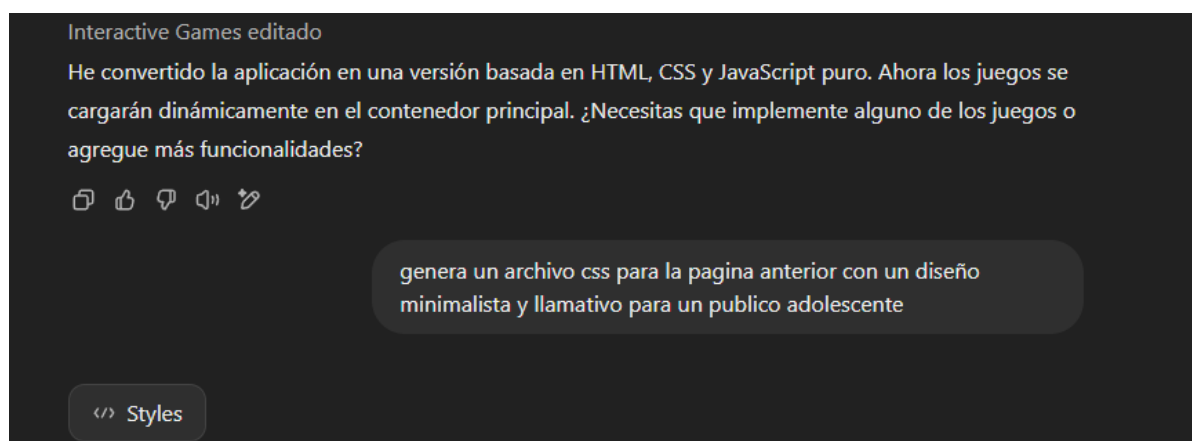 Interactive Games editado
He convertido la aplicación en una versión basada en HTML, CSS y JavaScript puro. Ahora los juegos se
cargarán dinámicamente en el contenedor principal. ¿Necesitas que implemente alguno de los juegos o
agregue más funcionalidades?
genera un archivo css para la pagina anterior con un diseño
minimalista y llamativo para un publico adolescente
</> Styles